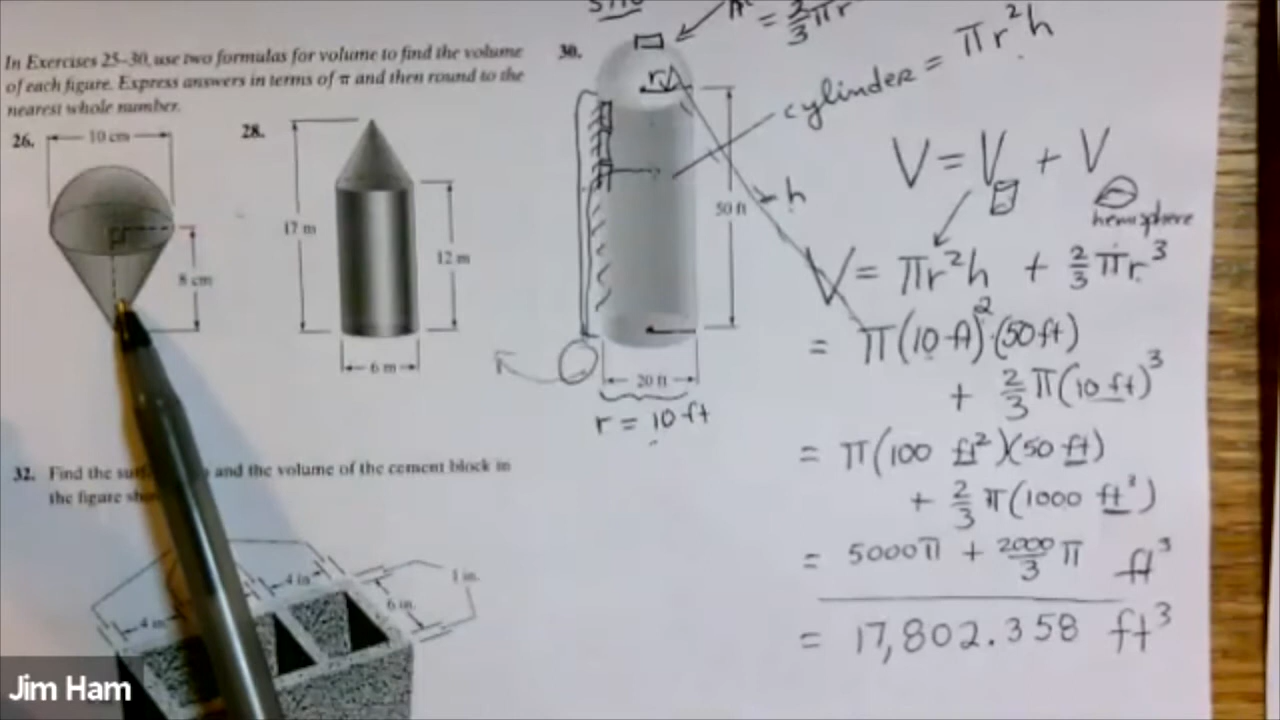 In Exercises 25–30, use two formulas for volume to find the volume
of each figure. Express answers in terms of π and then round to the
nearest whole number.
26.
10 cm
8 cm
28.
17 m
12 m
6 m
30.
= 2/3 πr
cylinder = πr²h
h
r
50 ft
20 ft
r = 10 ft
V = V + V
hemisphere
V = πr²h + 2/3 πr³
= π(10 ft)²·(50 ft)
+ 2/3 π(10 ft)³
= π(100 ft²)(50 ft)
+ 2/3 π(1000 ft³)
= 5000π + 2000/3 π ft³
= 17,802.358 ft³
32. Find the and the volume of the cement block in
the figure
4 in
4 in
6 in.
1 in.
Jim Ham